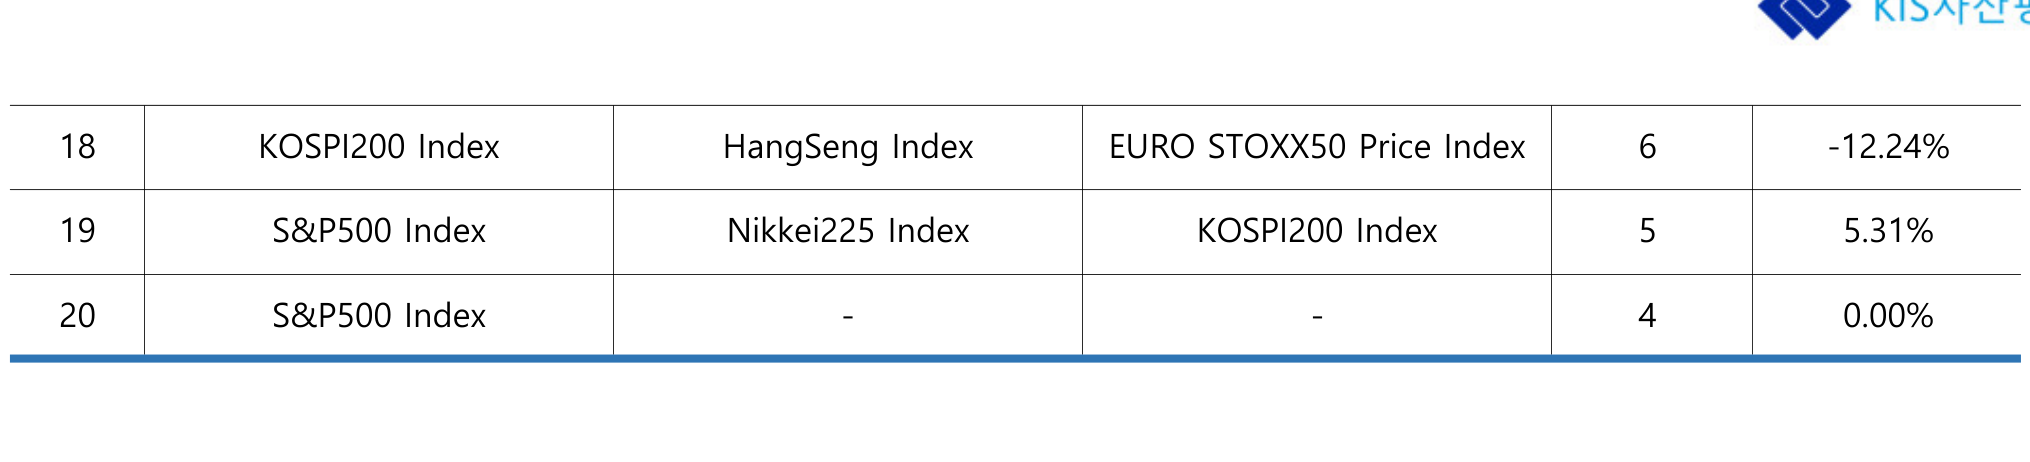 KIS자산
18 KOSPI200 Index HangSeng Index EURO STOXX50 Price Index 6 -12.24%
19 S&P500 Index Nikkei225 Index KOSPI200 Index 5 5.31%
20 S&P500 Index - - 4 0.00%